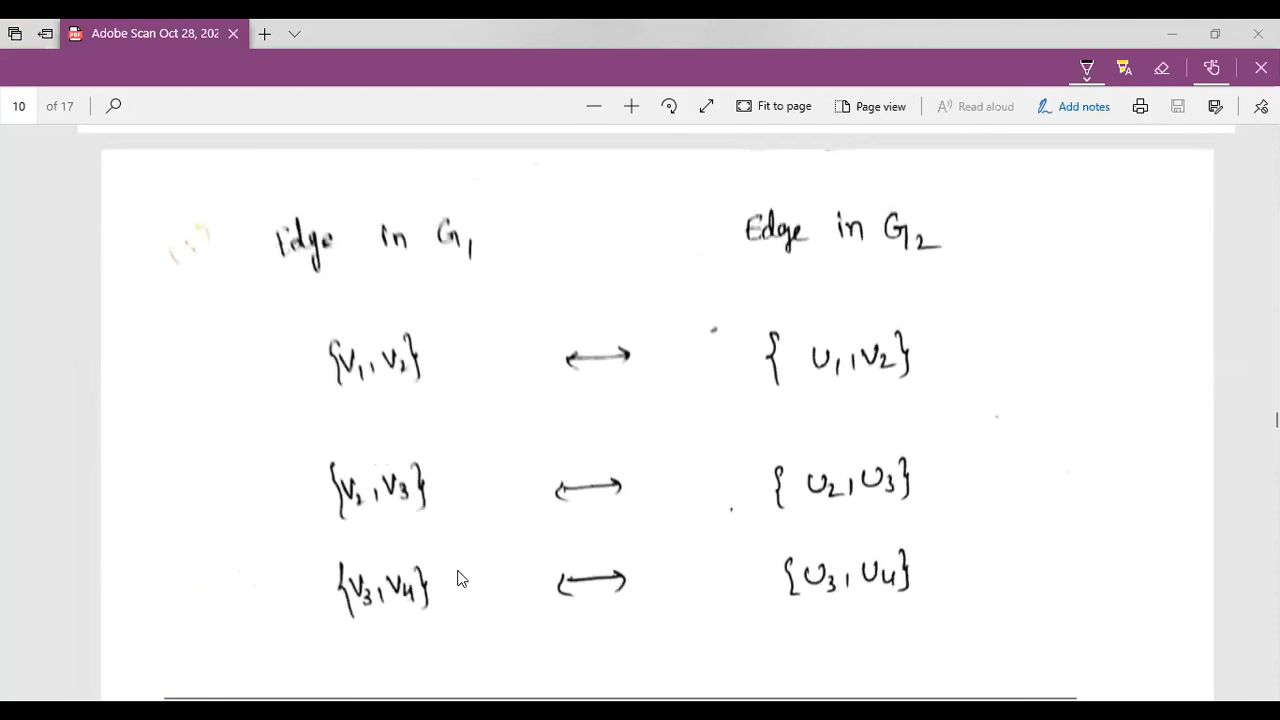 Adobe Scan Oct 28, 202
10 of 17 Fit to page Page view Read aloud Add notes
Edge in G1 Edge in G2
{V1, V2} ↔ { U1, V2}
{V2, V3} ↔ { U2, U3}
{V3, V4} ↔ {U3, U4}